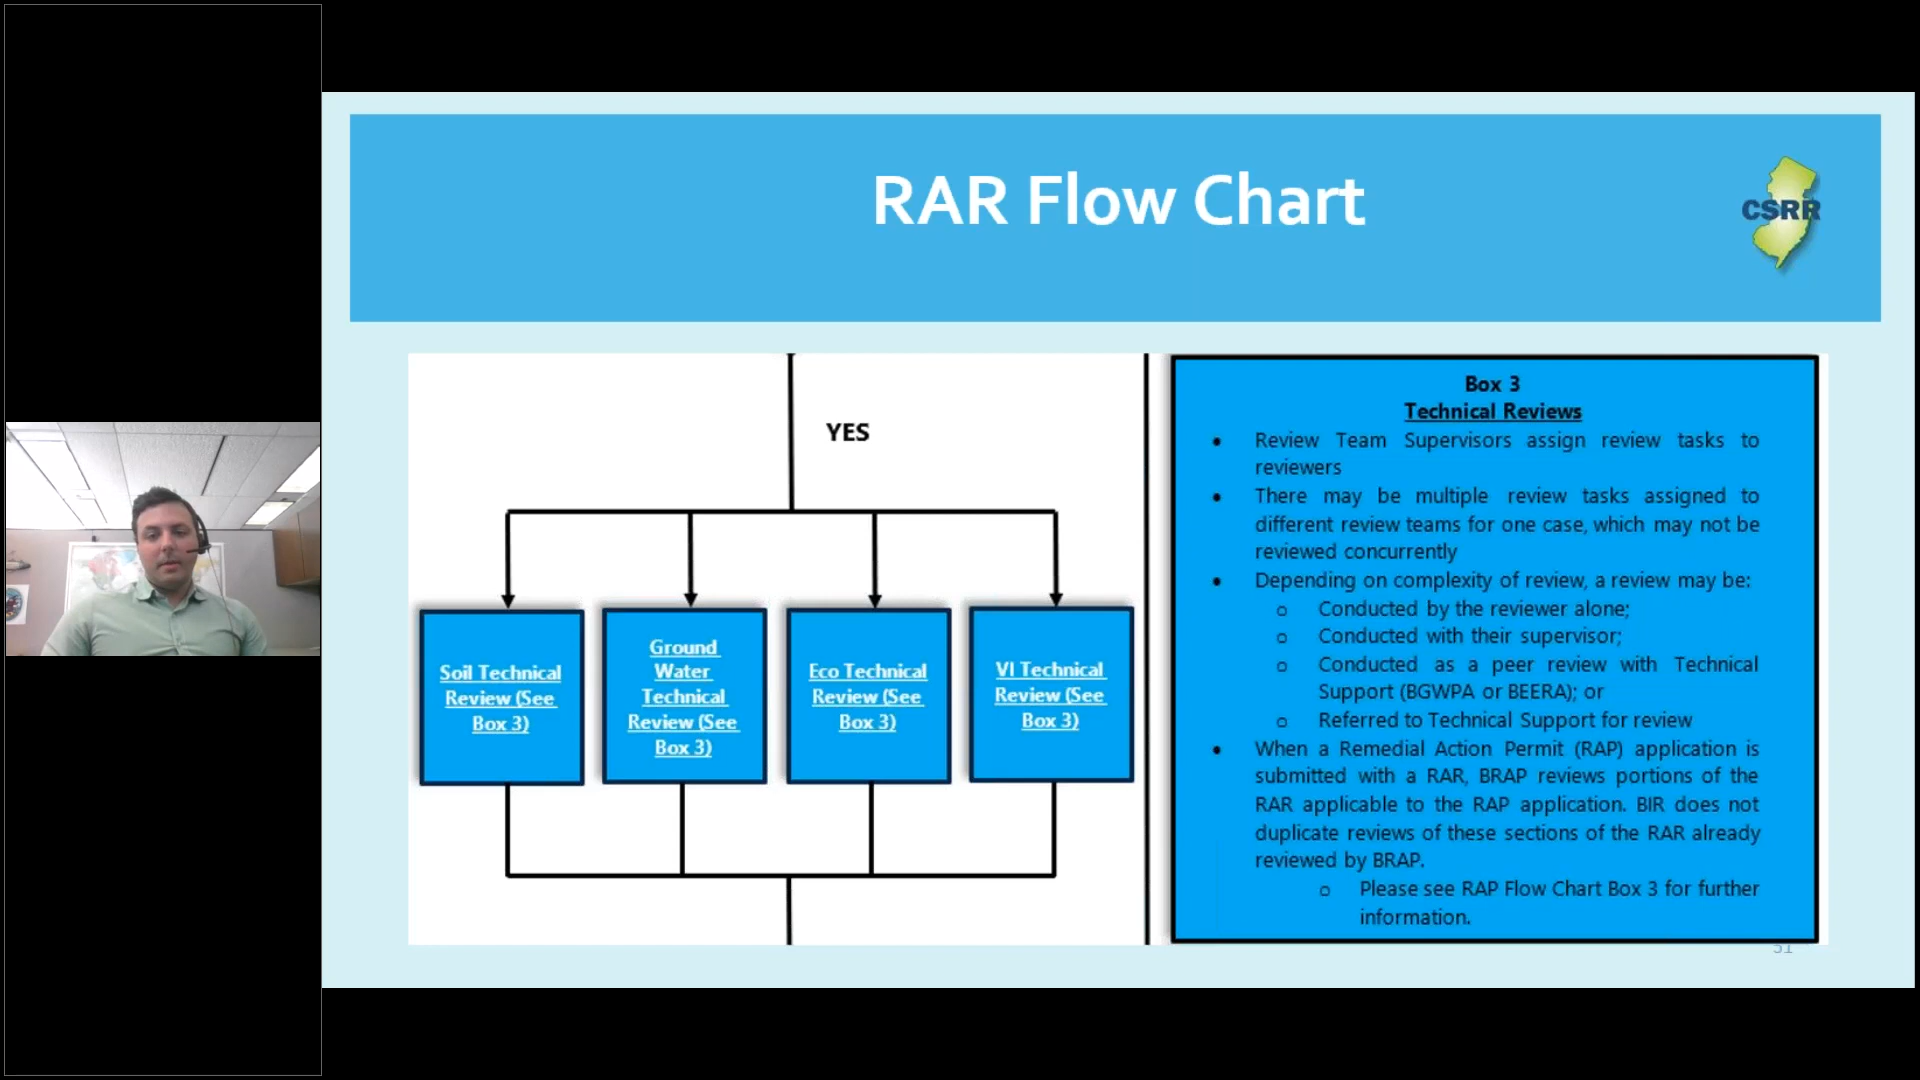 RAR Flow Chart
CSRR
YES
Soil Technical
Review (See
Box 3)
Ground
Water
Technical
Review (See
Box 3)
Eco Technical
Review (See
Box 3)
VI Technical
Review (See
Box 3)
Box 3
Technical Reviews
• Review Team Supervisors assign review tasks to
reviewers
• There may be multiple review tasks assigned to
different review teams for one case, which may not be
reviewed concurrently
• Depending on complexity of review, a review may be:
o Conducted by the reviewer alone;
o Conducted with their supervisor;
o Conducted as a peer review with Technical
Support (BGWPA or BEERA); or
o Referred to Technical Support for review
• When a Remedial Action Permit (RAP) application is
submitted with a RAR, BRAP reviews portions of the
RAR applicable to the RAP application. BIR does not
duplicate reviews of these sections of the RAR already
reviewed by BRAP.
o Please see RAP Flow Chart Box 3 for further
information.
51